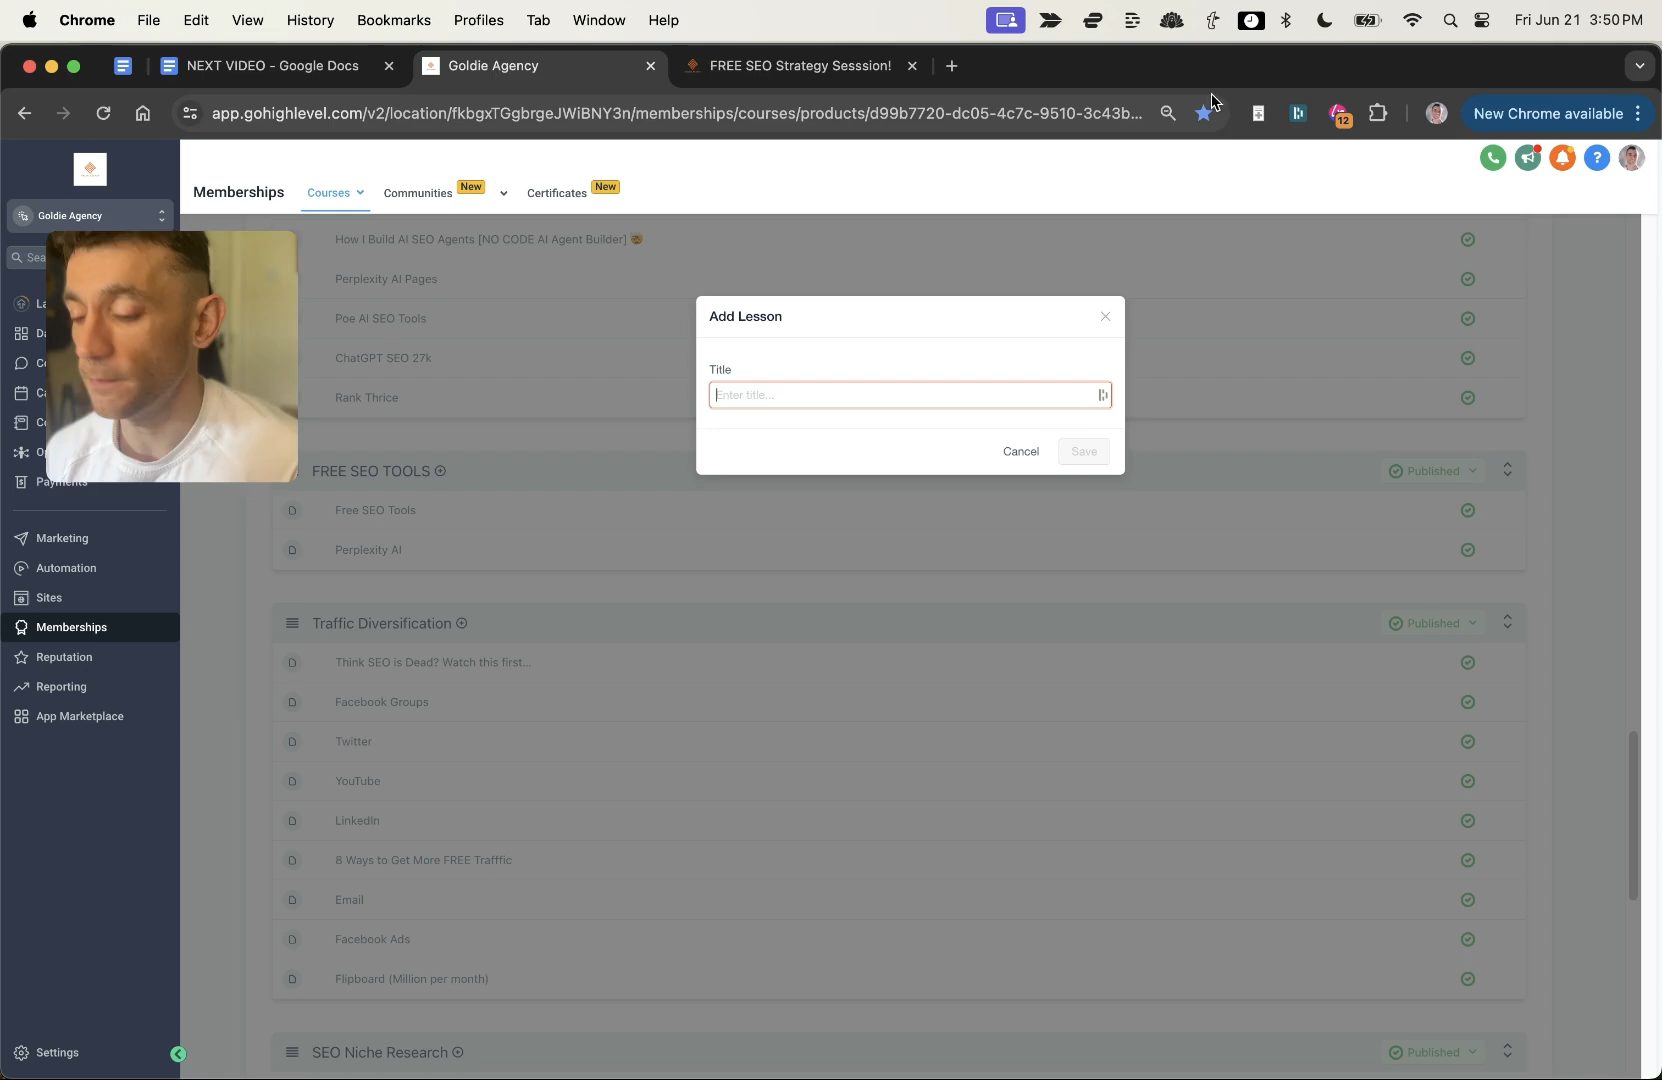 Chrome File Edit View History Bookmarks Profiles Tab Window Help Fri Jun 21 3:50 PM
NEXT VIDEO - Google Docs Goldie Agency FREE SEO Strategy Sesssion!
app.gohighlevel.com/v2/location/fkbgxTGgbrgeJWiBNY3n/memberships/courses/products/d99b7720-dc05-4c7c-9510-3c43b... 12 New Chrome available
Memberships Courses Communities New Certificates New
Goldie Agency
How I Build AI SEO Agents [NO CODE AI Agent Builder]
Perplexity AI Pages
Poe AI SEO Tools
ChatGPT SEO 27k
Rank Thrice
Add Lesson
Title
Enter title...
Cancel Save
FREE SEO TOOLS Published
Free SEO Tools
Perplexity AI
Traffic Diversification Published
Think SEO is Dead? Watch this first...
Facebook Groups
Twitter
YouTube
LinkedIn
8 Ways to Get More FREE Trafffic
Email
Facebook Ads
Flipboard (Million per month)
SEO Niche Research Published
Payments
Marketing
Automation
Sites
Memberships
Reputation
Reporting
App Marketplace
Settings